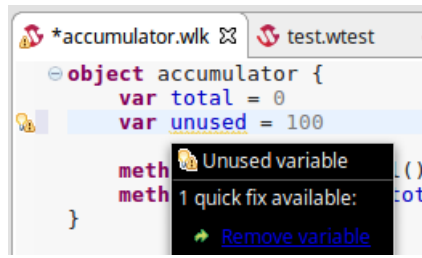 *accumulator.wlk test.wtest
object accumulator {
var total = 0
var unused = 100
Unused variable
meth l()
1 quick fix available:
meth tot
Remove variable
}